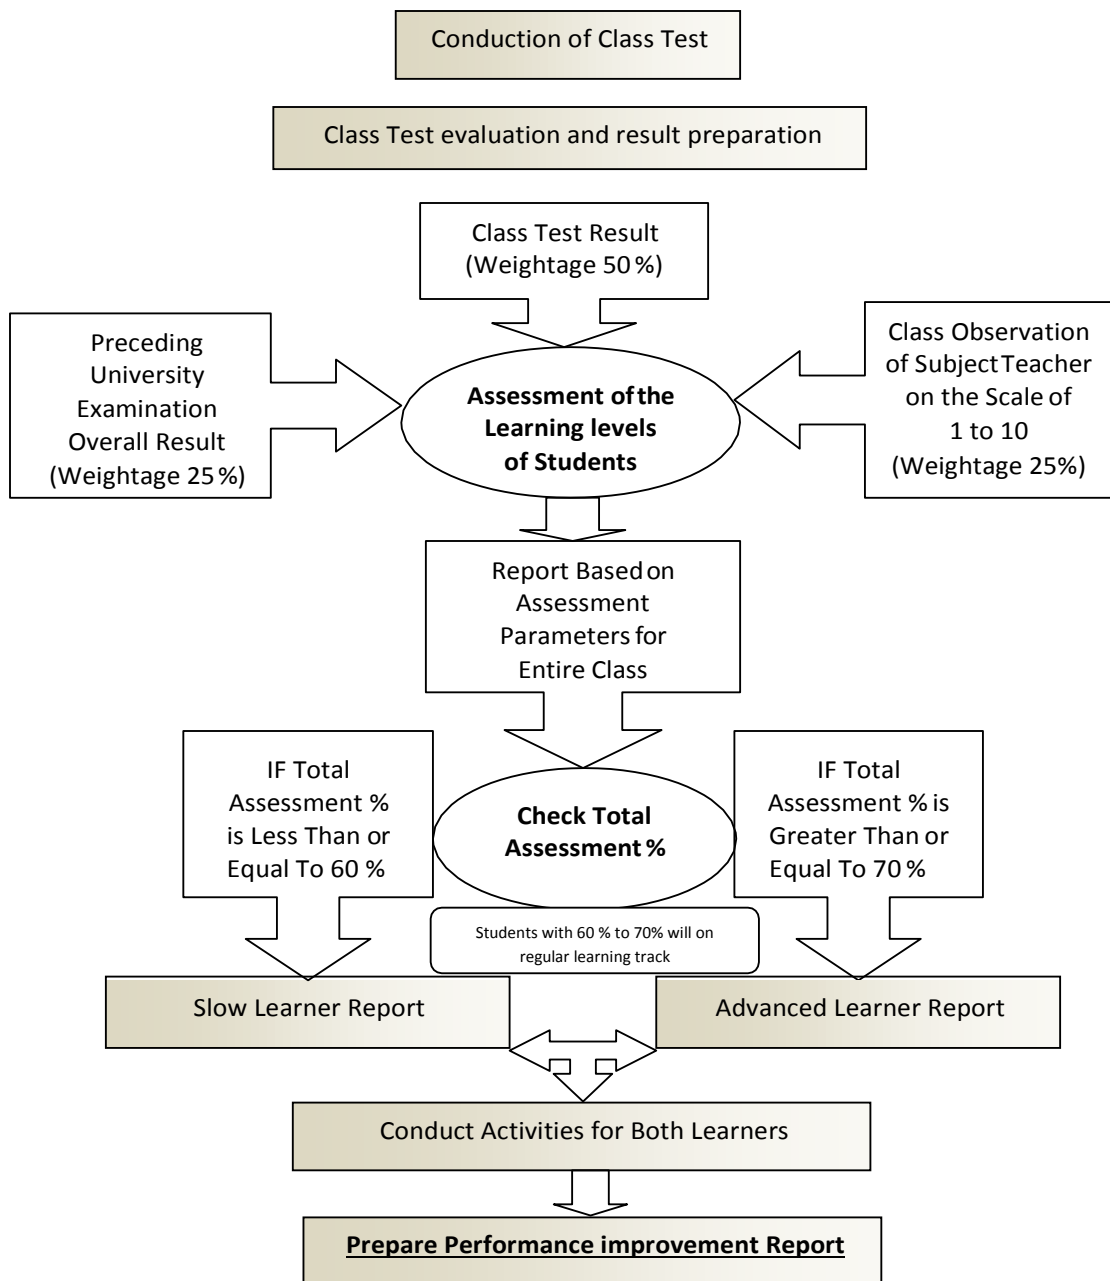 Conduction of Class Test
Class Test evaluation and result preparation
Class Test Result
(Weightage 50 %)
Preceding
University
Examination
Overall Result
(Weightage 25 %)
Assessment of the
Learning levels
of Students
Class Observation
of Subject Teacher
on the Scale of
1 to 10
(Weightage 25%)
Report Based on
Assessment
Parameters for
Entire Class
IF Total
Assessment %
is Less Than or
Equal To 60 %
Check Total
Assessment %
IF Total
Assessment % is
Greater Than or
Equal To 70 %
Students with 60 % to 70% will on
regular learning track
Slow Learner Report
Advanced Learner Report
Conduct Activities for Both Learners
Prepare Performance improvement Report